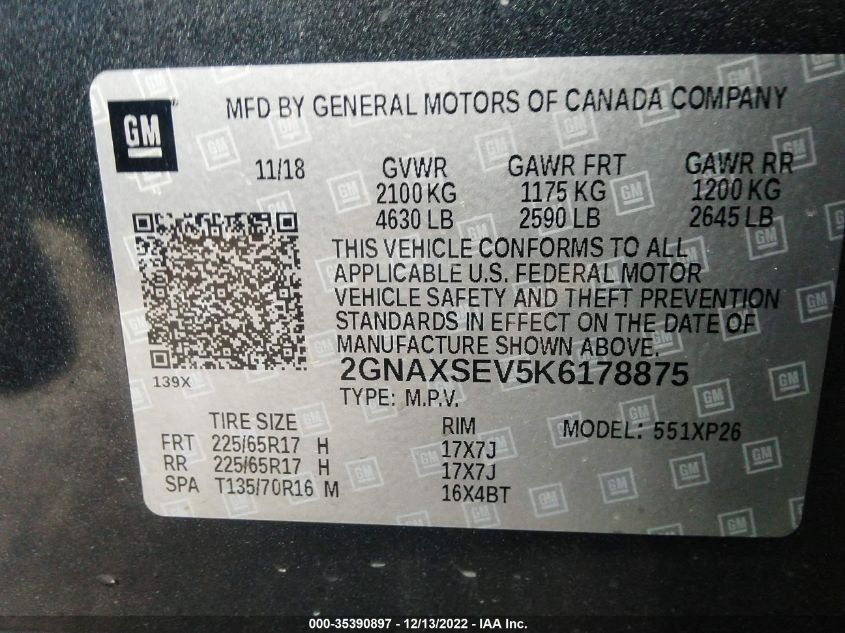 GM
MFD BY GENERAL MOTORS OF CANADA COMPANY
11/18 GVWR GAWR FRT GAWR RR
2100 KG 1175 KG 1200 KG
4630 LB 2590 LB 2645 LB
THIS VEHICLE CONFORMS TO ALL
APPLICABLE U.S. FEDERAL MOTOR
VEHICLE SAFETY AND THEFT PREVENTION
STANDARDS IN EFFECT ON THE DATE OF
MANUFACTURE SHOWN ABOVE.
139X
2GNAXSEV5K6178875
TYPE: M.P.V.
TIRE SIZE RIM MODEL: 551XP26
FRT 225/65R17 H 17X7J
RR 225/65R17 H 17X7J
SPA T135/70R16 M 16X4BT
000-35390897 - 12/13/2022 - IAA Inc.